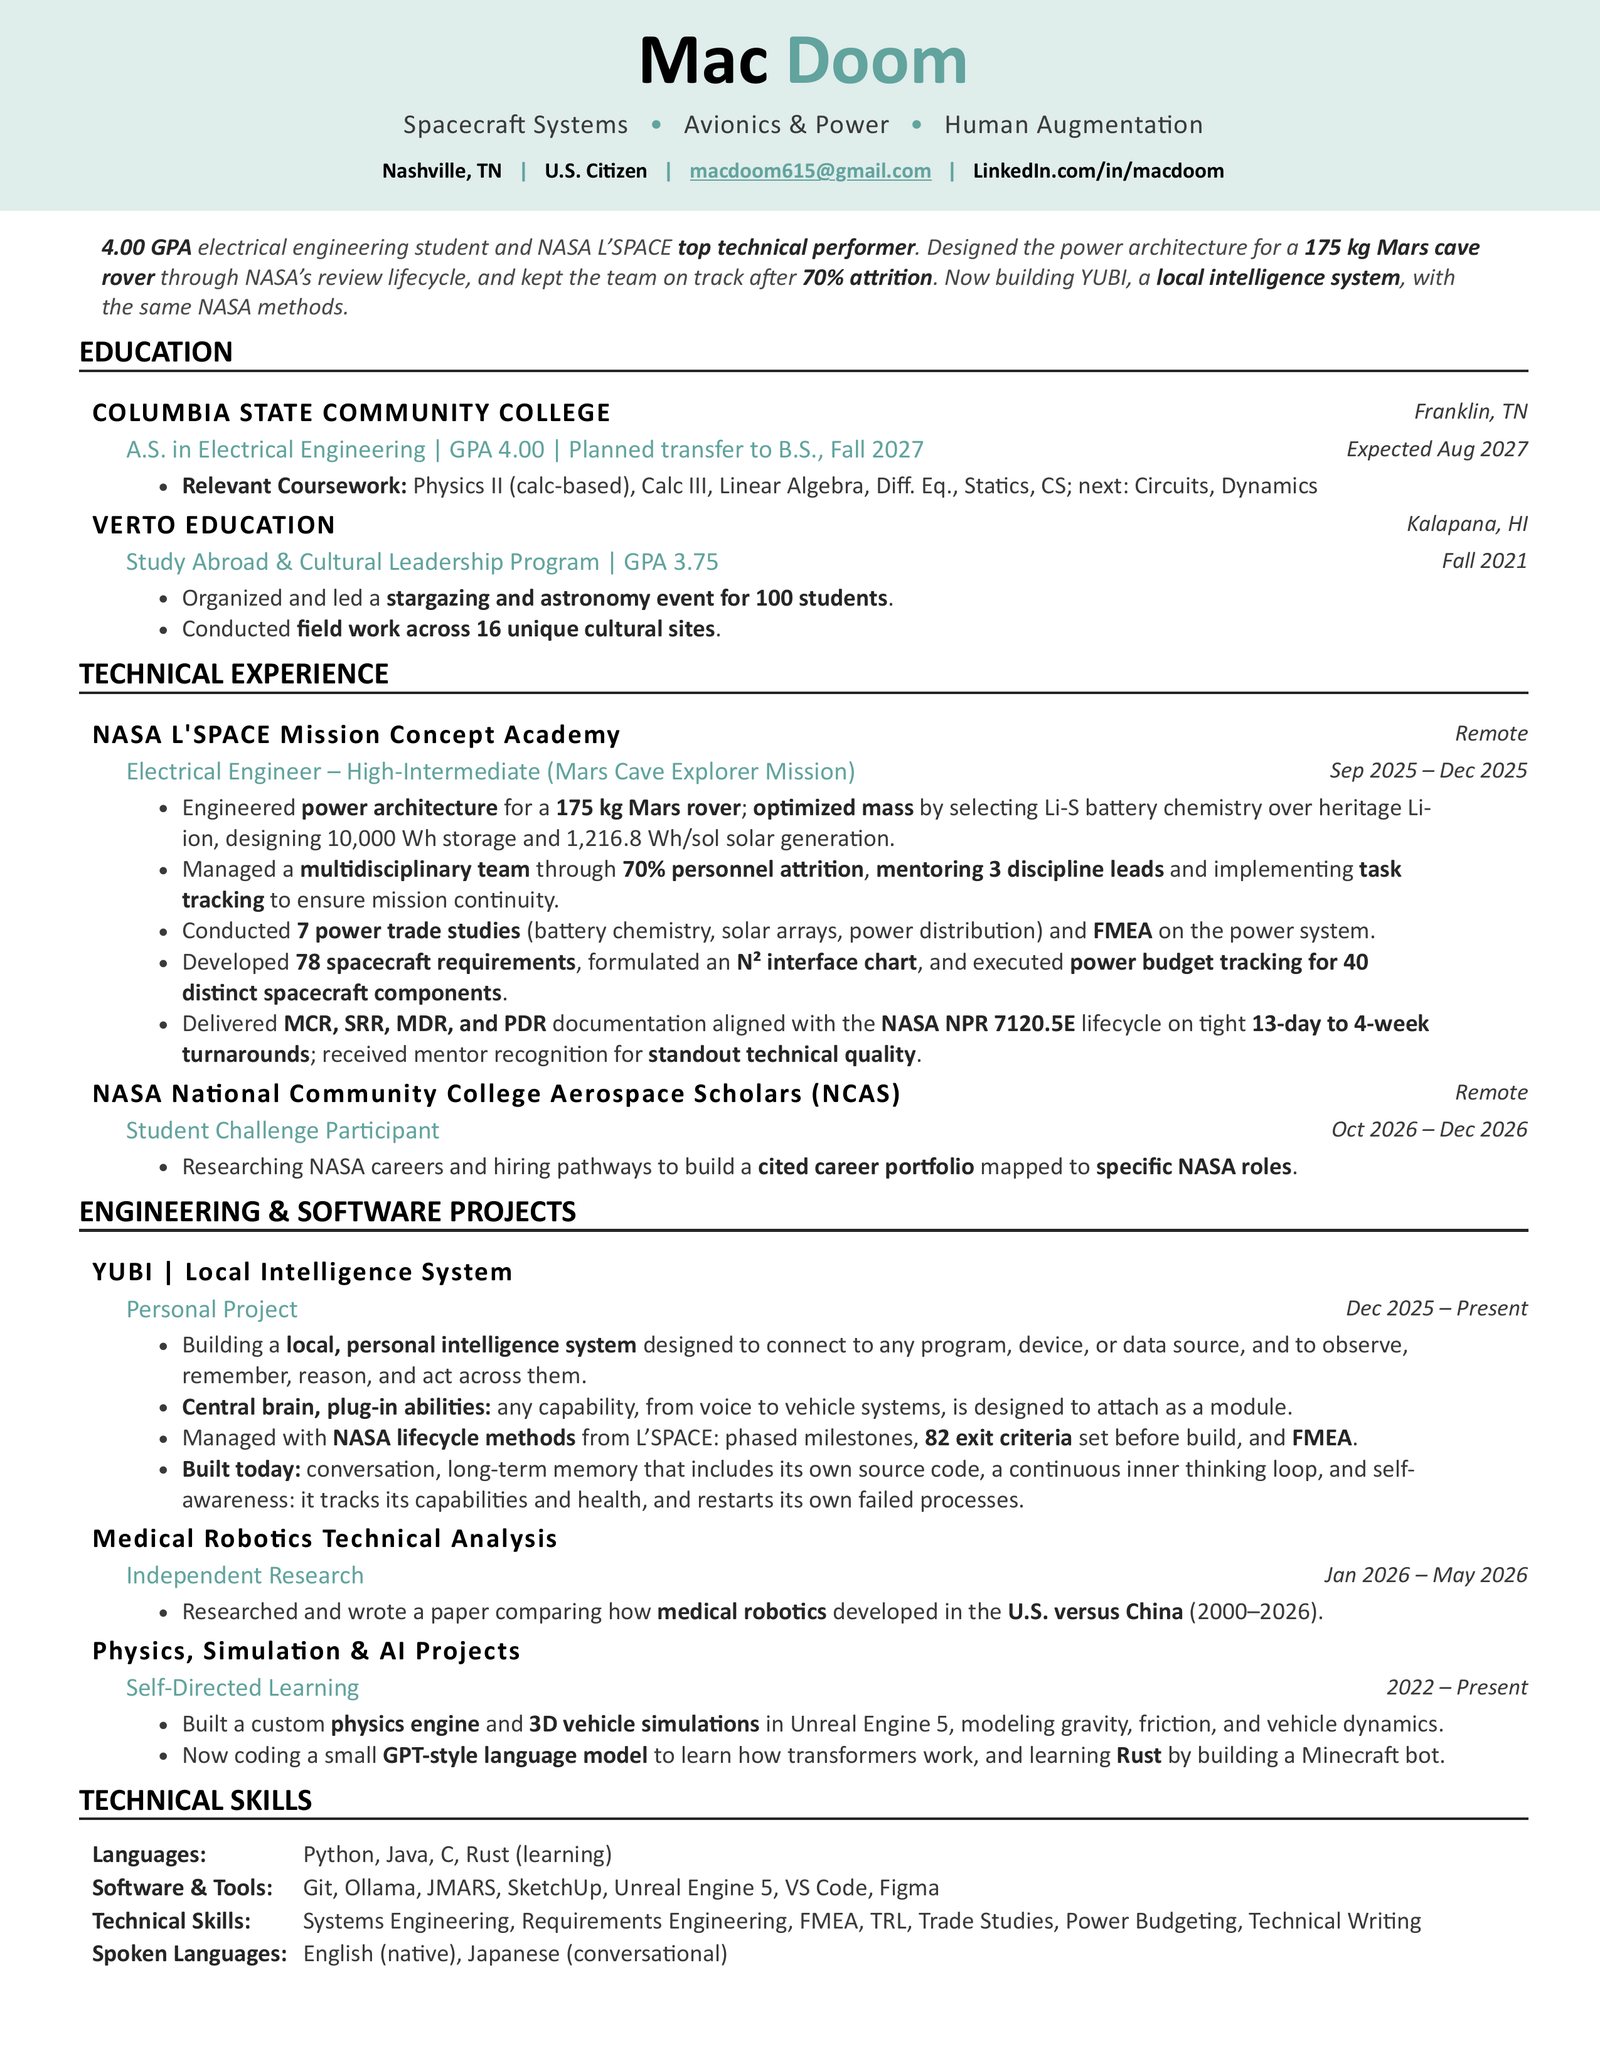 Mac Doom
Spacecraft Systems • Avionics & Power • Human Augmentation
Nashville, TN | U.S. Citizen | macdoom615@gmail.com | LinkedIn.com/in/macdoom
4.00 GPA electrical engineering student and NASA L’SPACE top technical performer. Designed the power architecture for a 175 kg Mars cave
rover through NASA’s review lifecycle, and kept the team on track after 70% attrition. Now building YUBI, a local intelligence system, with
the same NASA methods.
EDUCATION
COLUMBIA STATE COMMUNITY COLLEGE Franklin, TN
A.S. in Electrical Engineering | GPA 4.00 | Planned transfer to B.S., Fall 2027 Expected Aug 2027
• Relevant Coursework: Physics II (calc-based), Calc III, Linear Algebra, Diff. Eq., Statics, CS; next: Circuits, Dynamics
VERTO EDUCATION Kalapana, HI
Study Abroad & Cultural Leadership Program | GPA 3.75 Fall 2021
• Organized and led a stargazing and astronomy event for 100 students.
• Conducted field work across 16 unique cultural sites.
TECHNICAL EXPERIENCE
NASA L'SPACE Mission Concept Academy Remote
Electrical Engineer – High-Intermediate (Mars Cave Explorer Mission) Sep 2025 – Dec 2025
• Engineered power architecture for a 175 kg Mars rover; optimized mass by selecting Li-S battery chemistry over heritage Li-
ion, designing 10,000 Wh storage and 1,216.8 Wh/sol solar generation.
• Managed a multidisciplinary team through 70% personnel attrition, mentoring 3 discipline leads and implementing task
tracking to ensure mission continuity.
• Conducted 7 power trade studies (battery chemistry, solar arrays, power distribution) and FMEA on the power system.
• Developed 78 spacecraft requirements, formulated an N² interface chart, and executed power budget tracking for 40
distinct spacecraft components.
• Delivered MCR, SRR, MDR, and PDR documentation aligned with the NASA NPR 7120.5E lifecycle on tight 13-day to 4-week
turnarounds; received mentor recognition for standout technical quality.
NASA National Community College Aerospace Scholars (NCAS) Remote
Student Challenge Participant Oct 2026 – Dec 2026
• Researching NASA careers and hiring pathways to build a cited career portfolio mapped to specific NASA roles.
ENGINEERING & SOFTWARE PROJECTS
YUBI | Local Intelligence System
Personal Project Dec 2025 – Present
• Building a local, personal intelligence system designed to connect to any program, device, or data source, and to observe,
remember, reason, and act across them.
• Central brain, plug-in abilities: any capability, from voice to vehicle systems, is designed to attach as a module.
• Managed with NASA lifecycle methods from L’SPACE: phased milestones, 82 exit criteria set before build, and FMEA.
• Built today: conversation, long-term memory that includes its own source code, a continuous inner thinking loop, and self-
awareness: it tracks its capabilities and health, and restarts its own failed processes.
Medical Robotics Technical Analysis
Independent Research Jan 2026 – May 2026
• Researched and wrote a paper comparing how medical robotics developed in the U.S. versus China (2000–2026).
Physics, Simulation & AI Projects
Self-Directed Learning 2022 – Present
• Built a custom physics engine and 3D vehicle simulations in Unreal Engine 5, modeling gravity, friction, and vehicle dynamics.
• Now coding a small GPT-style language model to learn how transformers work, and learning Rust by building a Minecraft bot.
TECHNICAL SKILLS
Languages: Python, Java, C, Rust (learning)
Software & Tools: Git, Ollama, JMARS, SketchUp, Unreal Engine 5, VS Code, Figma
Technical Skills: Systems Engineering, Requirements Engineering, FMEA, TRL, Trade Studies, Power Budgeting, Technical Writing
Spoken Languages: English (native), Japanese (conversational)